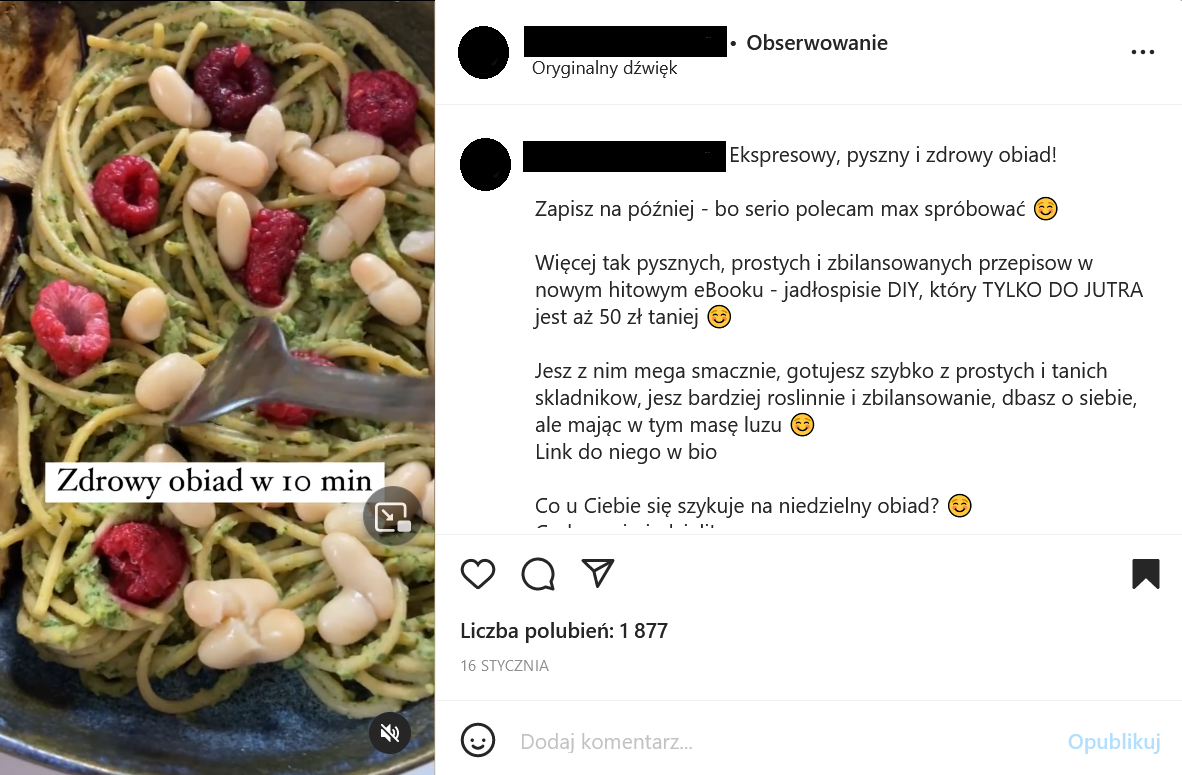 Zdrowy obiad w 10 min
• Obserwowanie
Oryginalny dźwięk
Ekspresowy, pyszny i zdrowy obiad!
Zapisz na później - bo serio polecam max spróbować 😊
Więcej tak pysznych, prostych i zbilansowanych przepisow w
nowym hitowym eBooku - jadłospisie DIY, który TYLKO DO JUTRA
jest aż 50 zł taniej 😊
Jesz z nim mega smacznie, gotujesz szybko z prostych i tanich
skladnikow, jesz bardziej roslinnie i zbilansowanie, dbasz o siebie,
ale mając w tym masę luzu 😊
Link do niego w bio
Co u Ciebie się szykuje na niedzielny obiad? 😊
Liczba polubień: 1 877
16 STYCZNIA
Dodaj komentarz...
Opublikuj